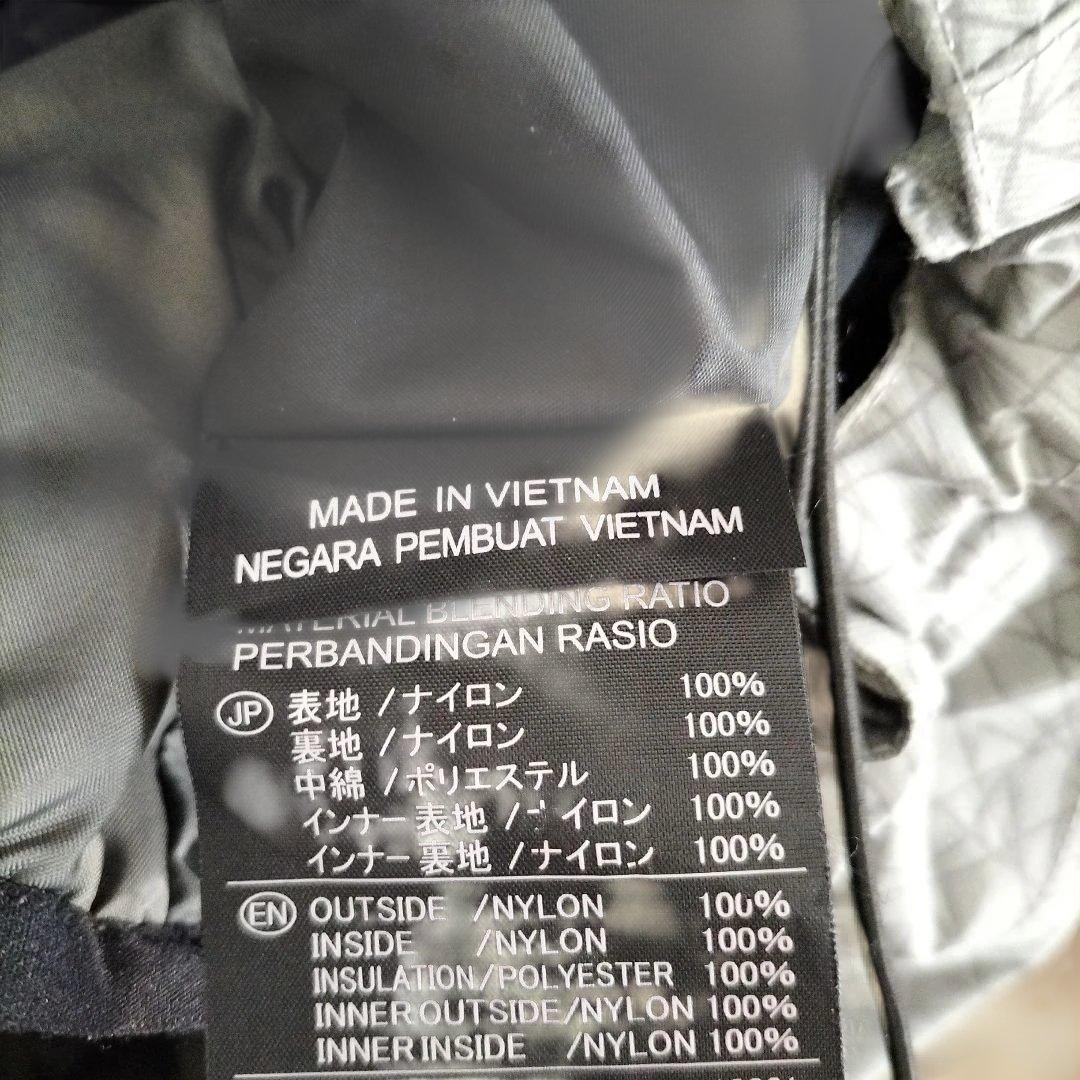 MADE IN VIETNAM
NEGARA PEMBUAT VIETNAM
MATERIAL BLENDING RATIO
PERBANDINGAN RASIO
JP 表地 /ナイロン 100%
裏地 /ナイロン 100%
中綿 /ポリエステル 100%
インナー表地 / イロン 100%
インナー裏地 /ナイロン 100%
EN OUTSIDE /NYLON 100%
INSIDE /NYLON 100%
INSULATION/POLYESTER 100%
INNER OUTSIDE/NYLON 100%
INNER INSIDE /NYLON 100%